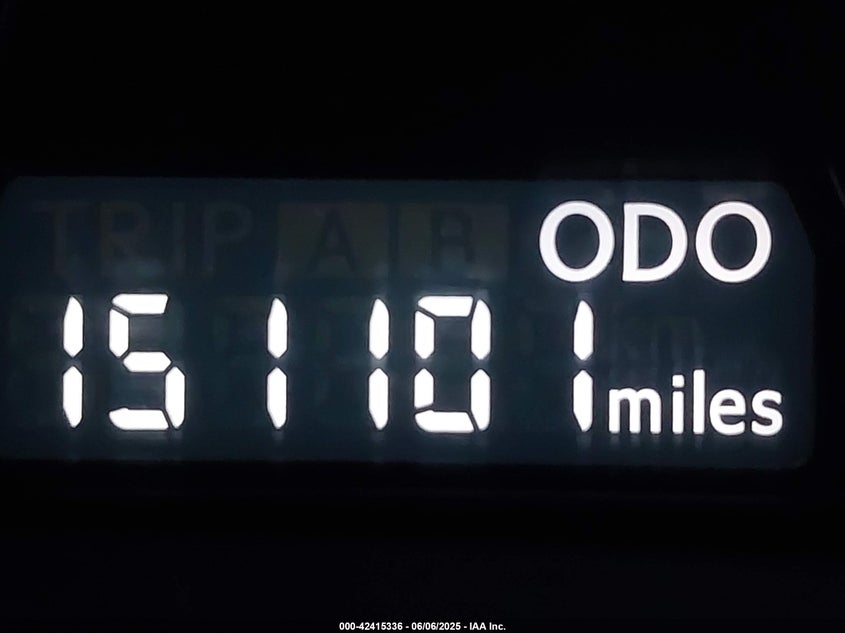 TRIP A B ODO
151101 miles
000-42415336 - 06/06/2025 - IAA Inc.